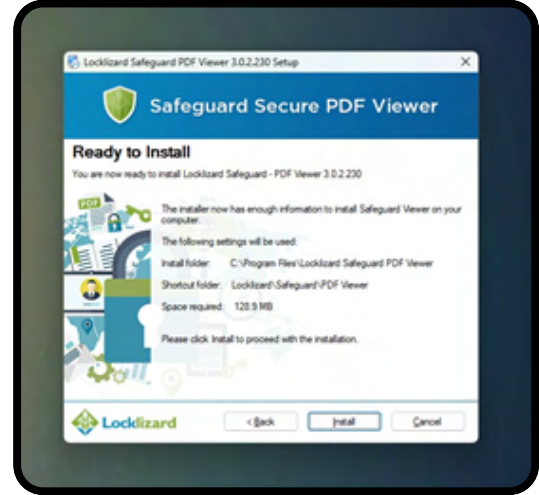 Locklizard Safeguard PDF Viewer 3.0.2.230 Setup
Safeguard Secure PDF Viewer
Ready to Install
You are now ready to install Locklizard Safeguard - PDF Viewer 3.0.2.230
PDF
The installer now has enough information to install Safeguard Viewer on your
computer.
The following settings will be used:
Install folder: C:\Program Files\Locklizard Safeguard PDF Viewer
Shortcut folder: Locklizard\Safeguard\PDF Viewer
Space required: 128.9 MB
Please click Install to proceed with the installation.
Locklizard
< Back Install Cancel